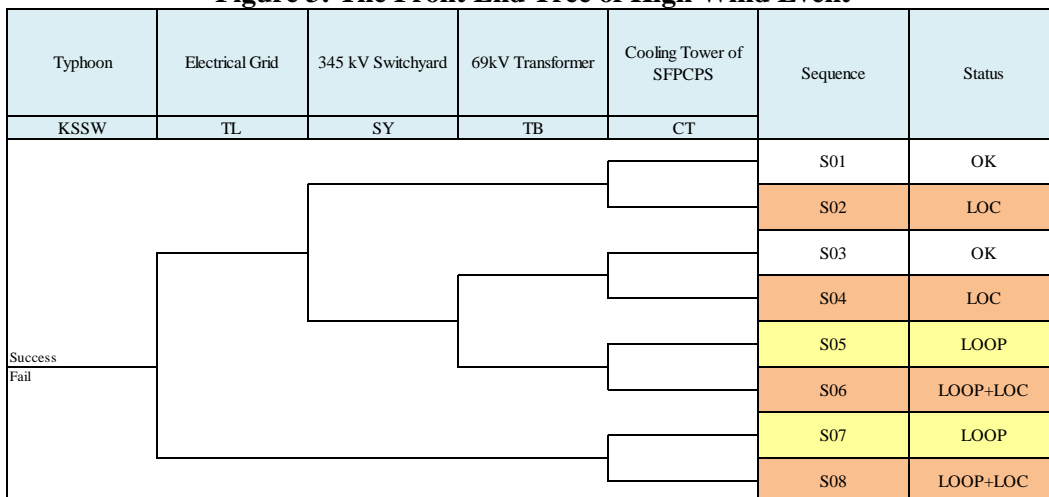 Figure The Front End Tree of High Wind Event
Typhoon Electrical Grid 345 kV Switchyard 69kV Transformer Cooling Tower of
SFPCPS Sequence Status
KSSW TL SY TB CT
S01 OK
S02 LOC
S03 OK
S04 LOC
S05 LOOP
Success
Fail
S06 LOOP+LOC
S07 LOOP
S08 LOOP+LOC